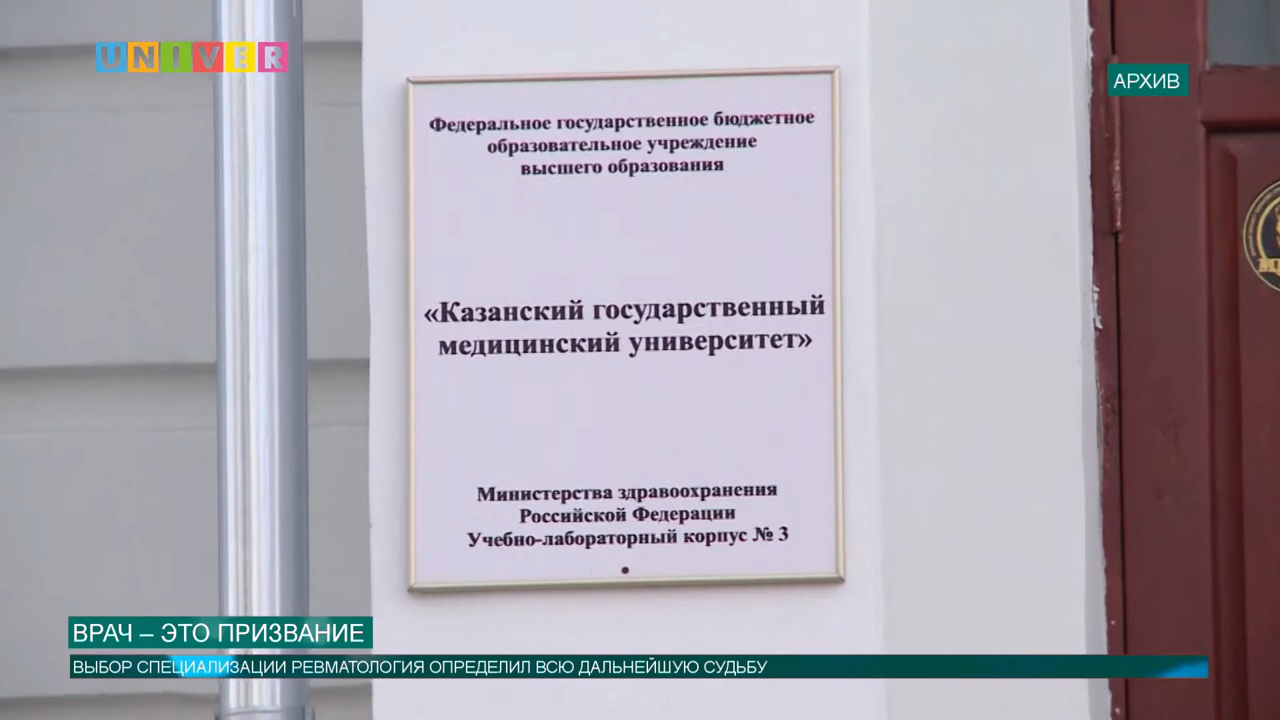 UNIVER
АРХИВ
Федеральное государственное бюджетное
образовательное учреждение
высшего образования
«Казанский государственный
медицинский университет»
Министерства здравоохранения
Российской Федерации
Учебно-лабораторный корпус № 3
ВРАЧ – ЭТО ПРИЗВАНИЕ
ВЫБОР СПЕЦИАЛИЗАЦИИ РЕВМАТОЛОГИЯ ОПРЕДЕЛИЛ ВСЮ ДАЛЬНЕЙШУЮ СУДЬБУ